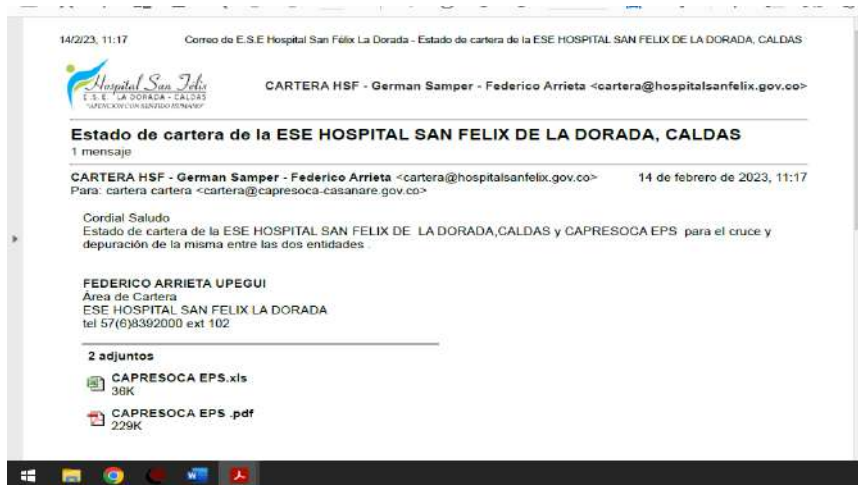 14/2/23, 11:17 Correo de E.S.E Hospital San Félix La Dorada - Estado de cartera de la ESE HOSPITAL SAN FELIX DE LA DORADA, CALDAS
Hospital San Félix
E.S.E. LA DORADA - CALDAS
"ATENCION CON SENTIDO HUMANO"
CARTERA HSF - German Samper - Federico Arrieta <cartera@hospitalsanfelix.gov.co>
Estado de cartera de la ESE HOSPITAL SAN FELIX DE LA DORADA, CALDAS
1 mensaje
CARTERA HSF - German Samper - Federico Arrieta <cartera@hospitalsanfelix.gov.co> 14 de febrero de 2023, 11:17
Para: cartera cartera <cartera@capresoca-casanare.gov.co>
Cordial Saludo
Estado de cartera de la ESE HOSPITAL SAN FELIX DE LA DORADA,CALDAS y CAPRESOCA EPS para el cruce y
depuración de la misma entre las dos entidades .
FEDERICO ARRIETA UPEGUI
Área de Cartera
ESE HOSPITAL SAN FELIX LA DORADA
tel 57(6)8392000 ext 102
2 adjuntos
CAPRESOCA EPS.xls
36K
CAPRESOCA EPS .pdf
229K